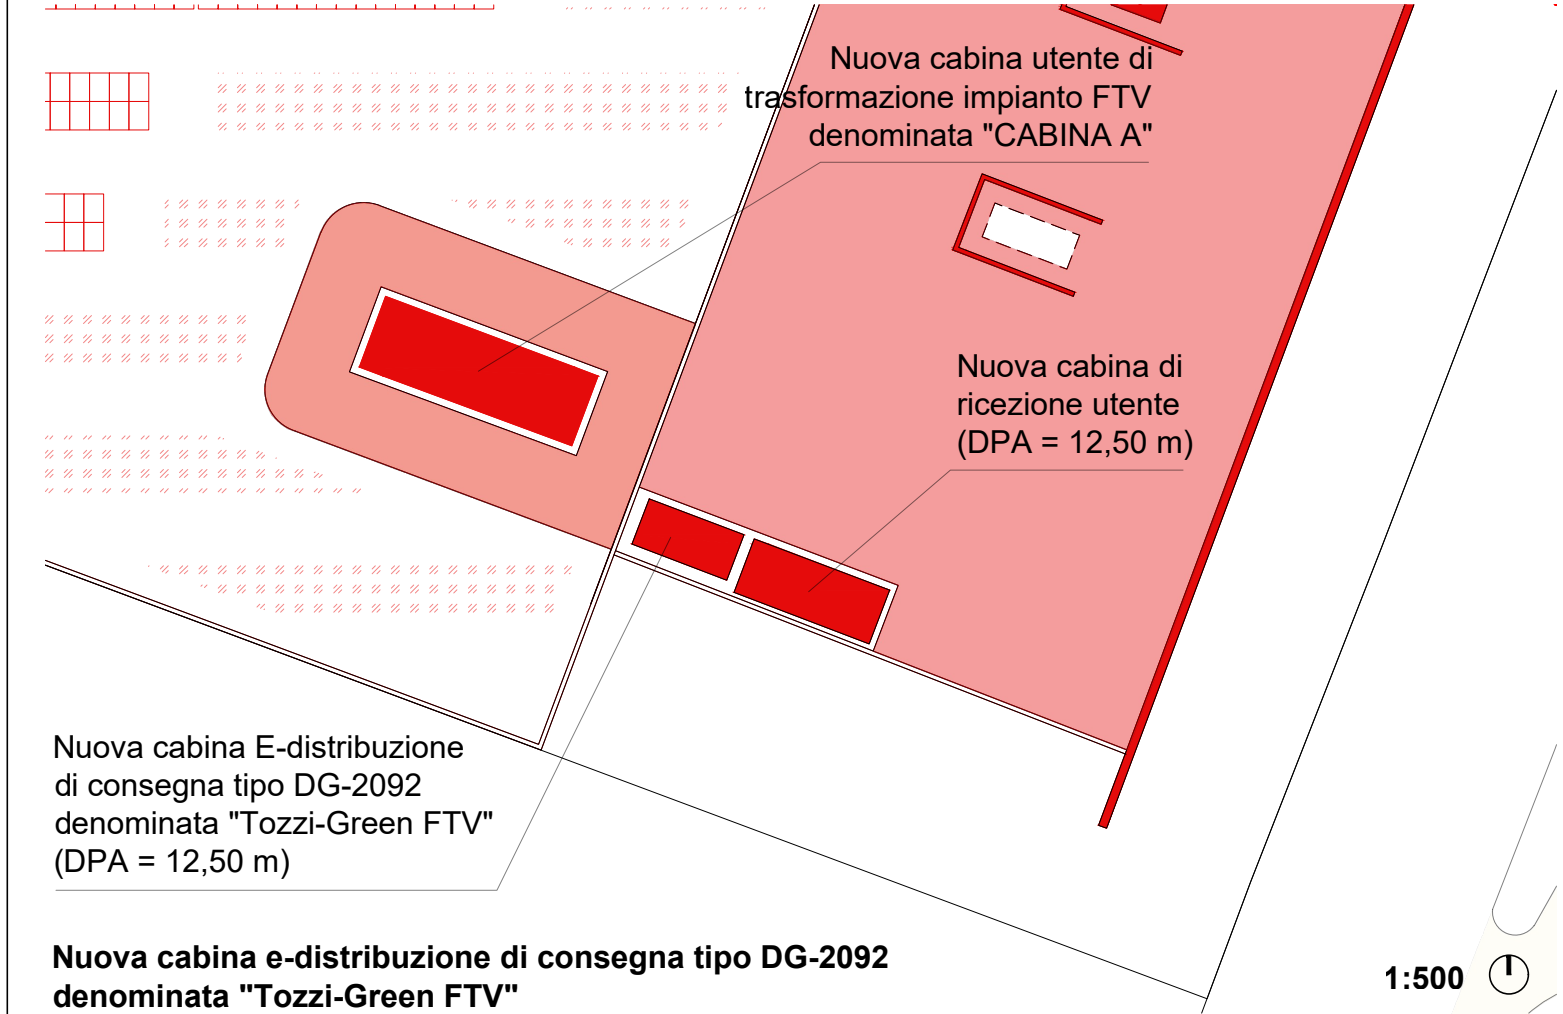 Nuova cabina utente di
trasformazione impianto FTV
denominata "CABINA A"
Nuova cabina di
ricezione utente
(DPA = 12,50 m)
Nuova cabina E-distribuzione
di consegna tipo DG-2092
denominata "Tozzi-Green FTV"
(DPA = 12,50 m)
Nuova cabina e-distribuzione di consegna tipo DG-2092
denominata "Tozzi-Green FTV"
1:500